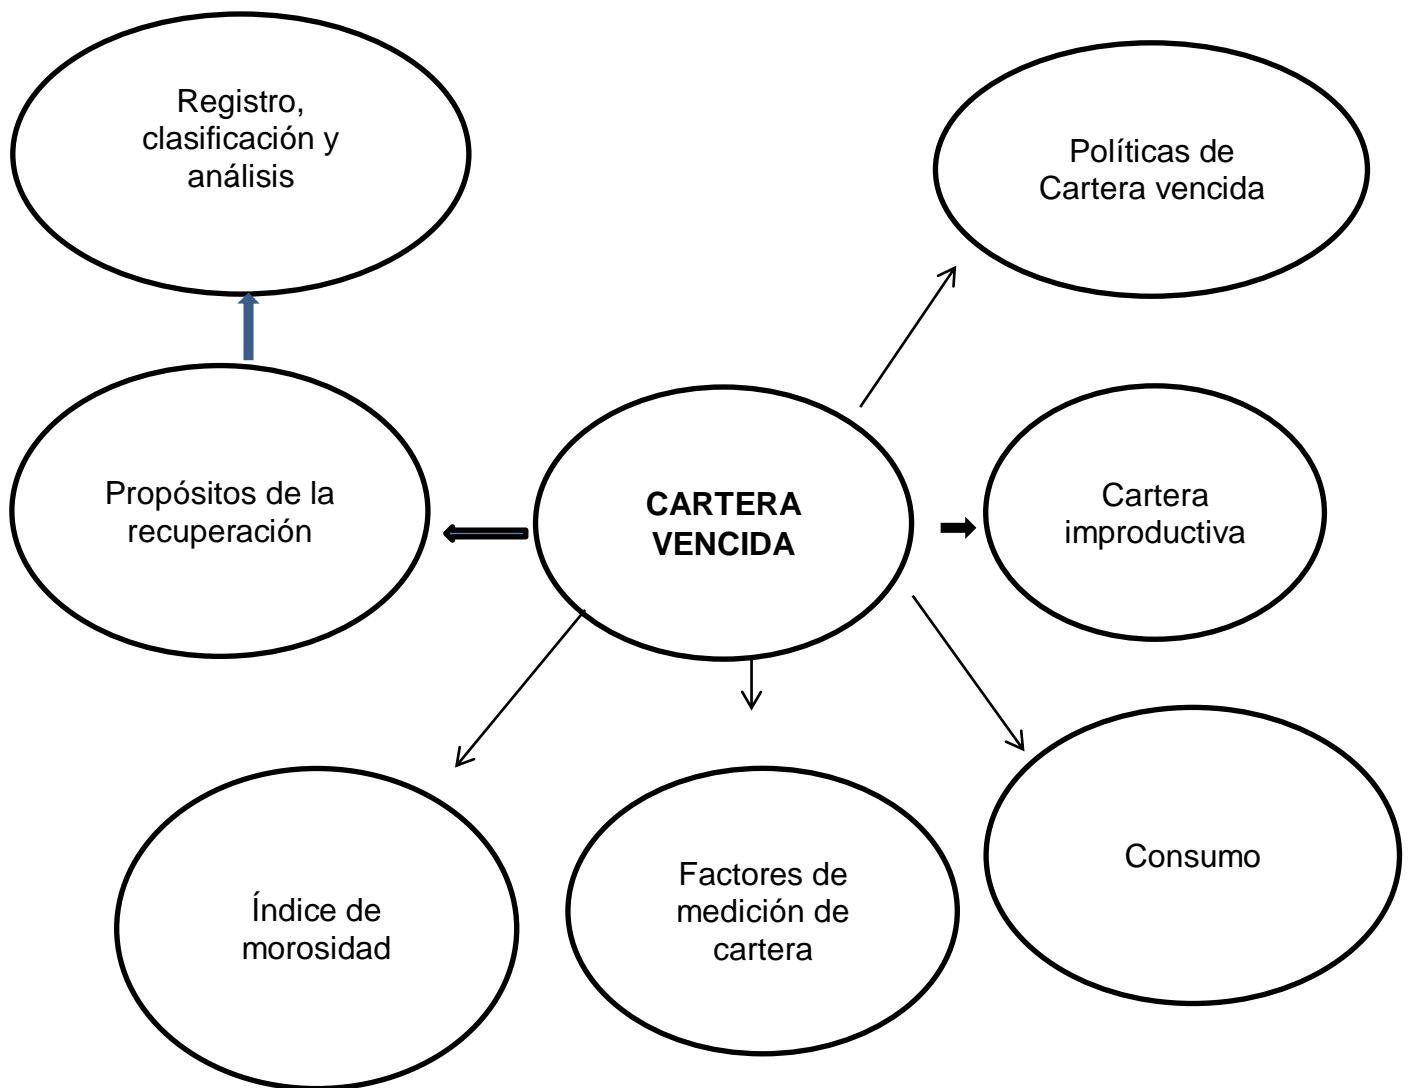 Registro,
clasificación y
análisis
Políticas de
Cartera vencida
Propósitos de la
recuperación
CARTERA
VENCIDA
Cartera
improductiva
Índice de
morosidad
Factores de
medición de
cartera
Consumo